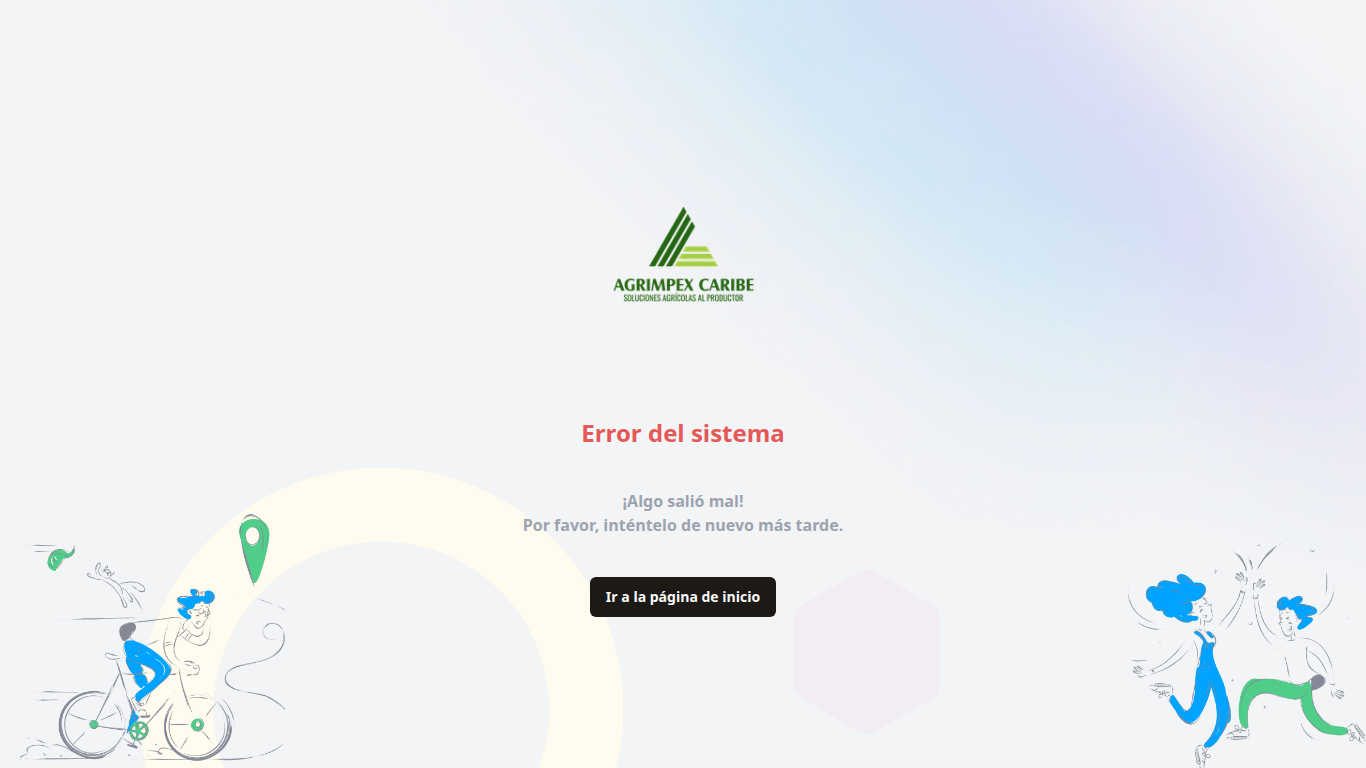 AGRIMPEX CARIBE
SOLUCIONES AGRÍCOLAS AL PRODUCTOR
Error del sistema
¡Algo salió mal!
Por favor, inténtelo de nuevo más tarde.
Ir a la página de inicio